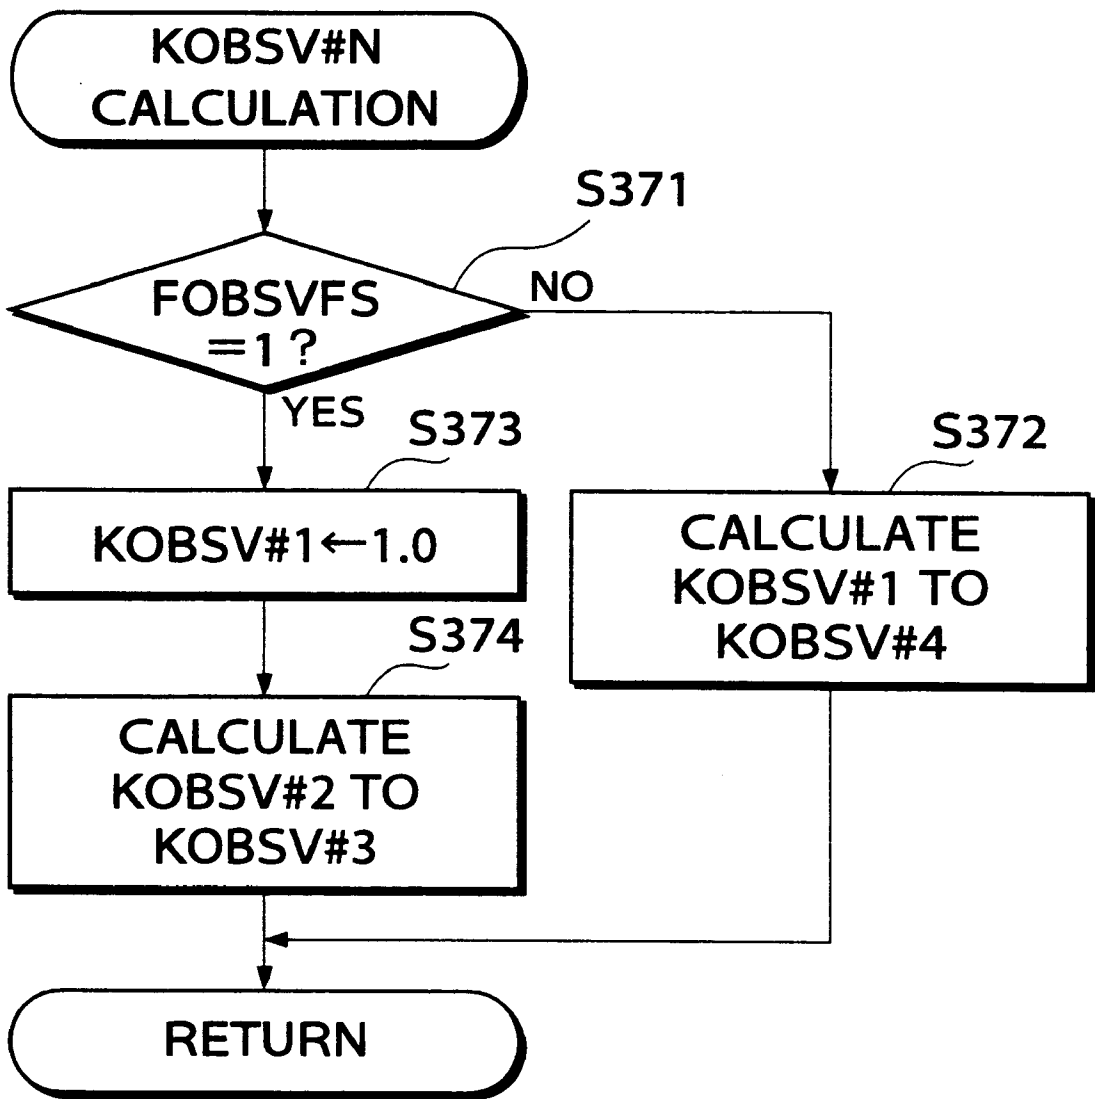 KOBSV#N
CALCULATION
S371
FOBSVFS
=1?
NO
YES
S373
KOBSV#1←1.0
S372
CALCULATE
KOBSV#1 TO
KOBSV#4
S374
CALCULATE
KOBSV#2 TO
KOBSV#3
RETURN